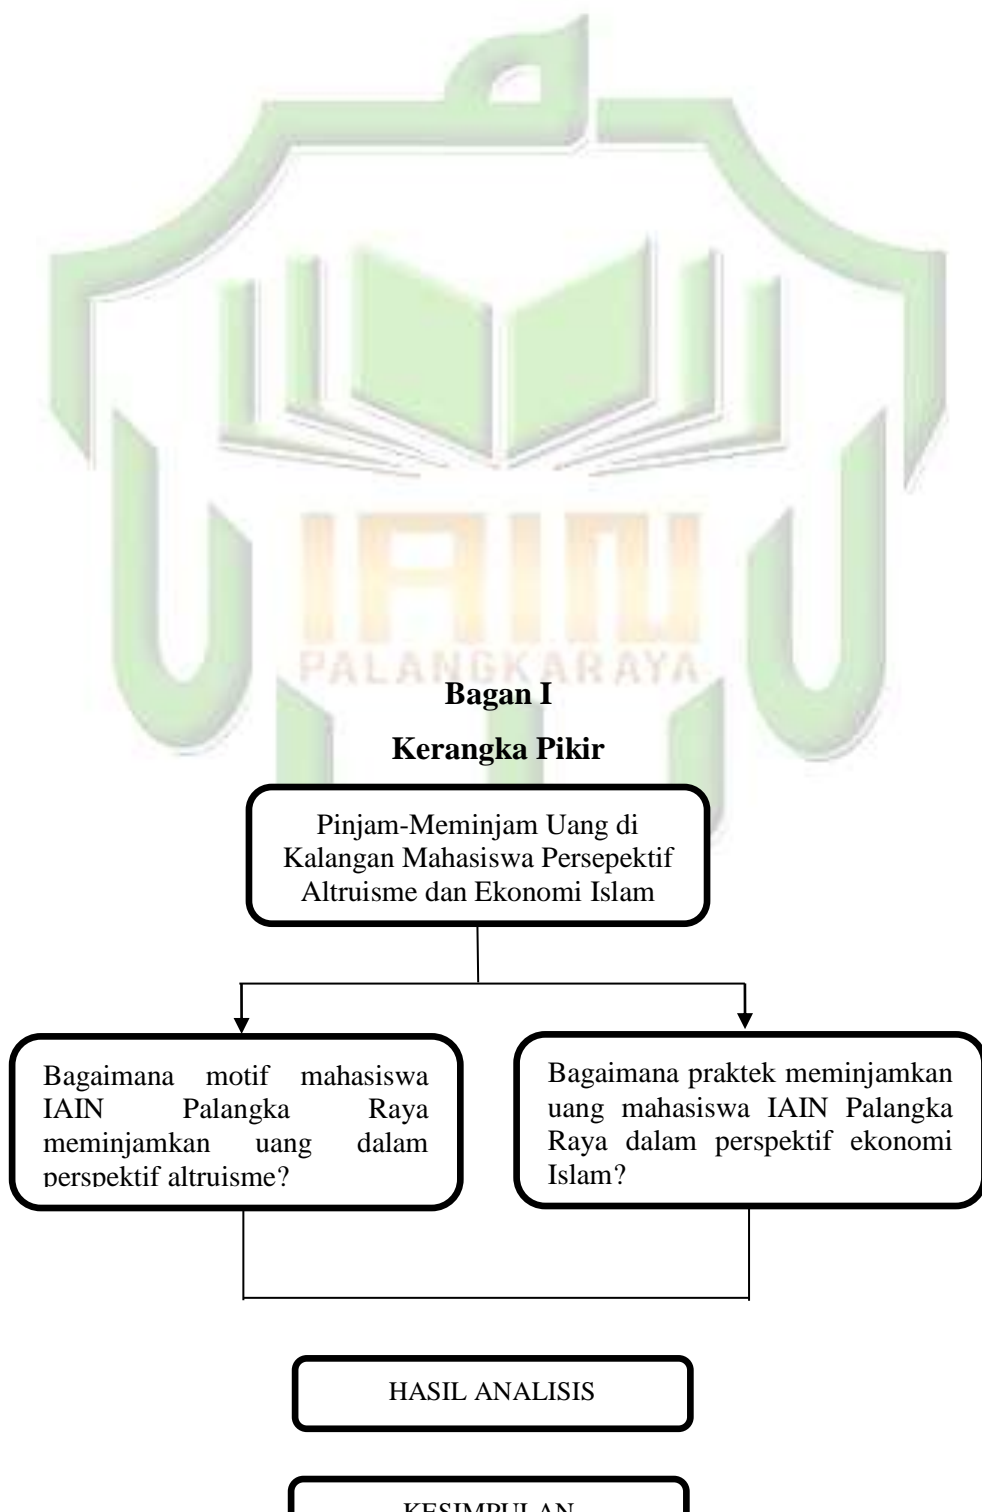 IAIN
PALANGKARAYA
Bagan I
Kerangka Pikir
Pinjam-Meminjam Uang di
Kalangan Mahasiswa Persepektif
Altruisme dan Ekonomi Islam
Bagaimana motif mahasiswa
IAIN Palangka Raya
meminjamkan uang dalam
perspektif altruisme?
Bagaimana praktek meminjamkan
uang mahasiswa IAIN Palangka
Raya dalam perspektif ekonomi
Islam?
HASIL ANALISIS
KESIMPULAN